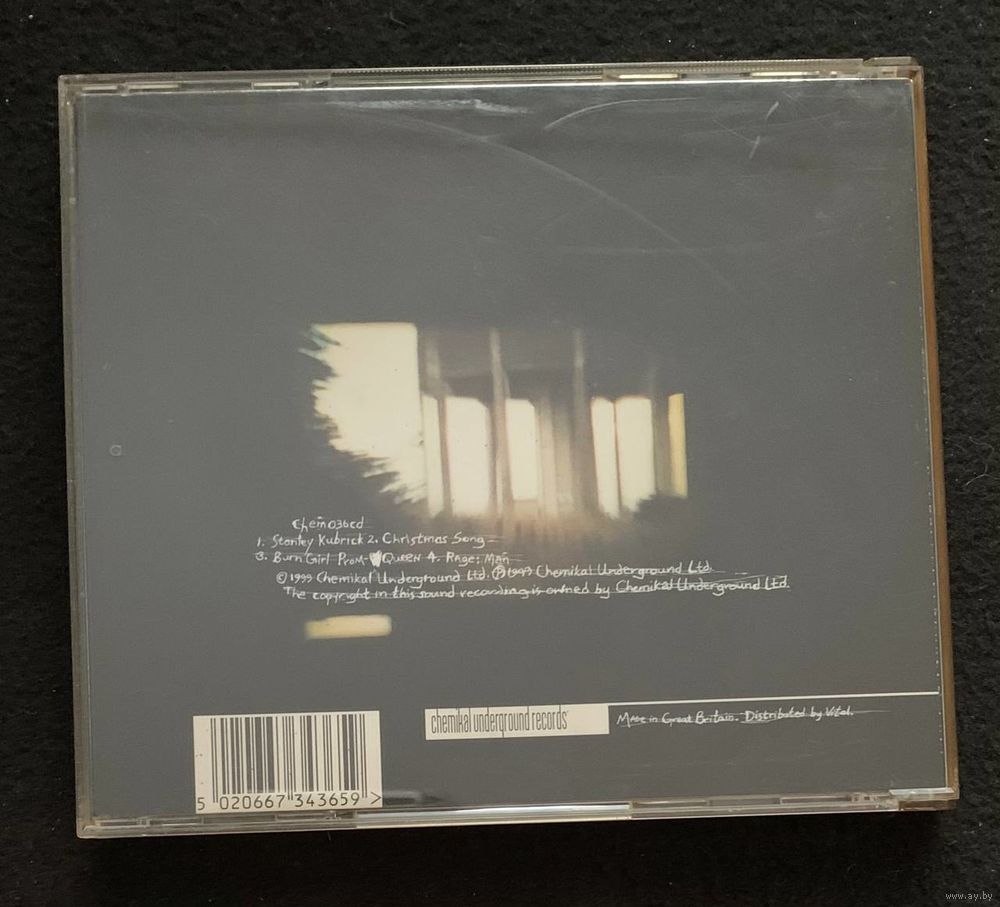 Chem036cd
1. Stanley Kubrick 2. Christmas Song
3. Burn Girl Prom-Queen 4. Rage: Man
©1999 Chemikal Underground Ltd. ℗1999 Chemikal Underground Ltd.
The copyright in this sound recording is owned by Chemikal Underground Ltd.
chemikal underground records
Made in Great Britain. Distributed by Vital.
5 020667 343659 >
www.ay.by